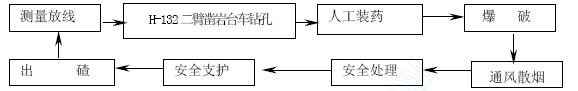 测量放线
H-132 二臂凿岩台车钻孔
人工装药
爆 破
出 碴
安全支护
安全处理
通风散烟